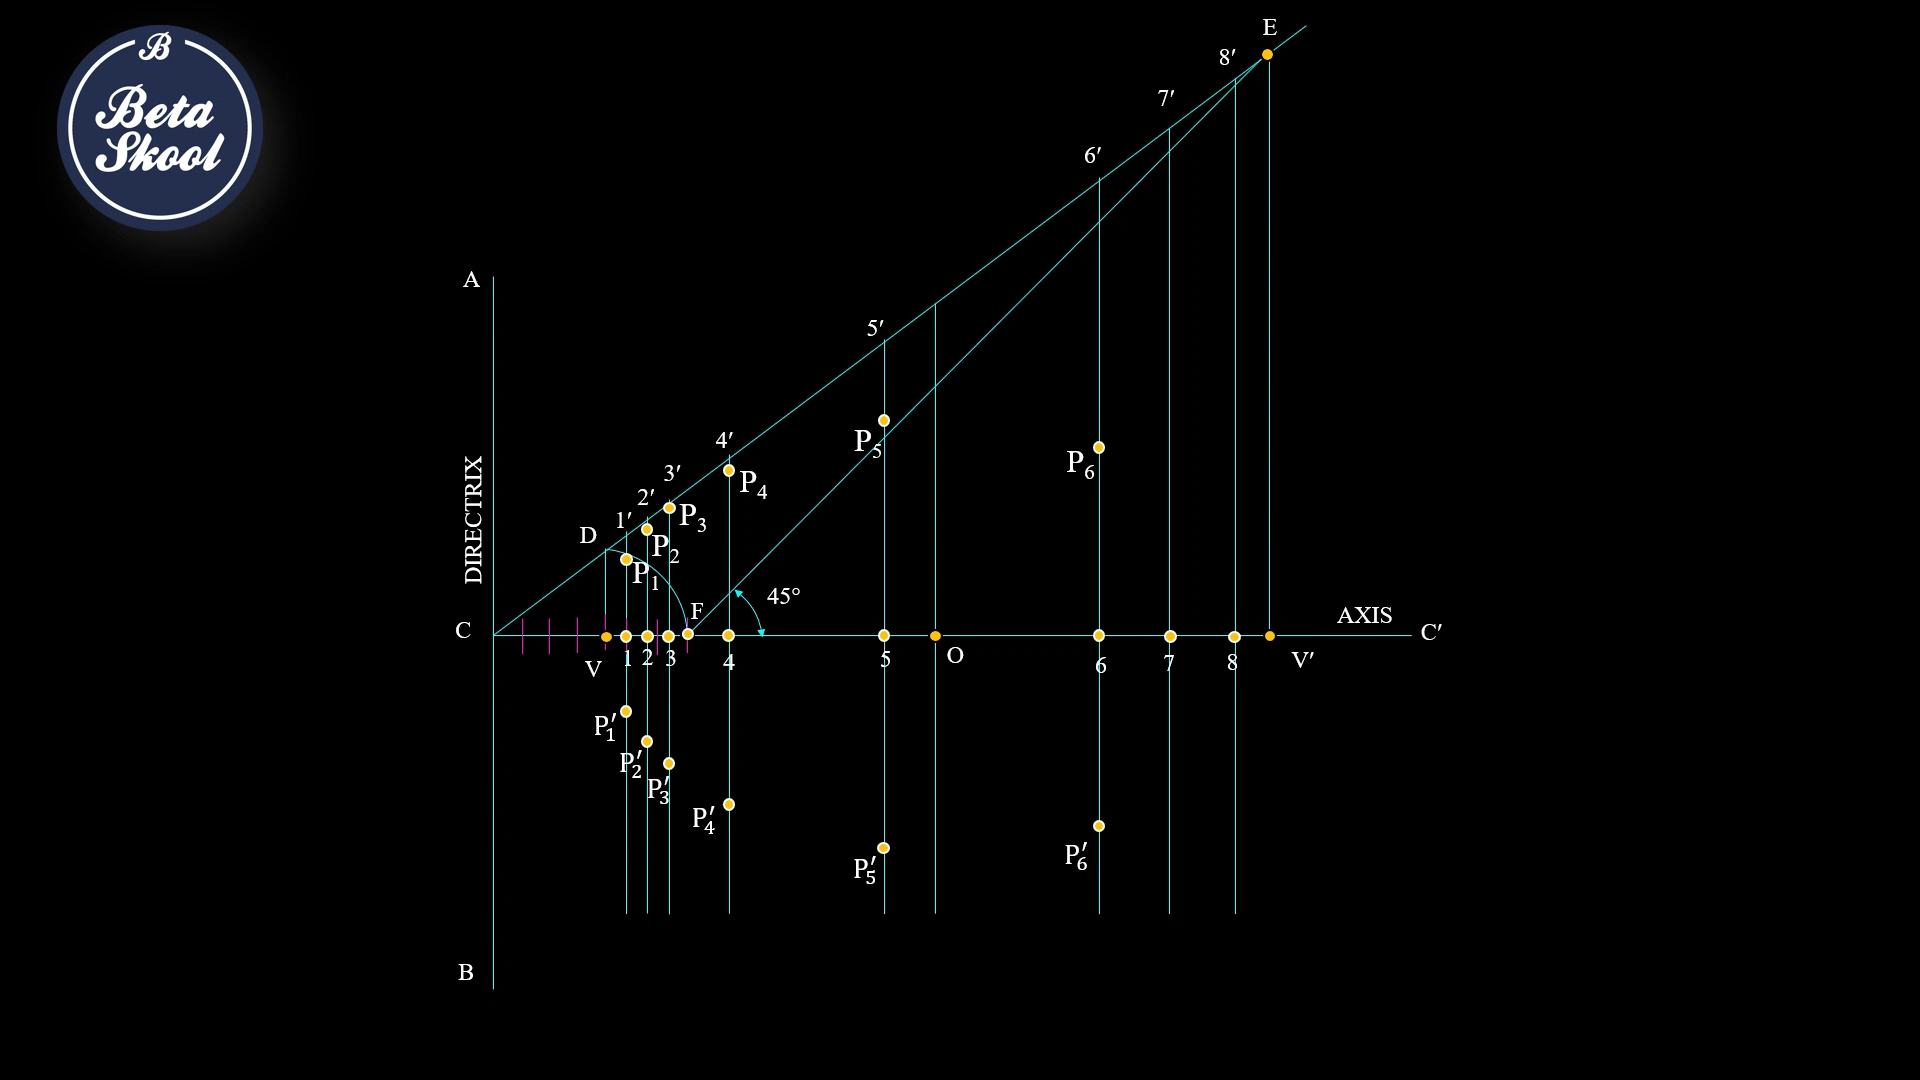 B
Beta
Skool
E
8′
7′
6′
A
5′
4′
3′
2′
1′
D
P5
P6
P4
P3
P2
P1
DIRECTRIX
45°
F
AXIS
C
C′
V
1
2
3
4
5
O
6
7
8
V′
P′1
P′2
P′3
P′4
P′5
P′6
B